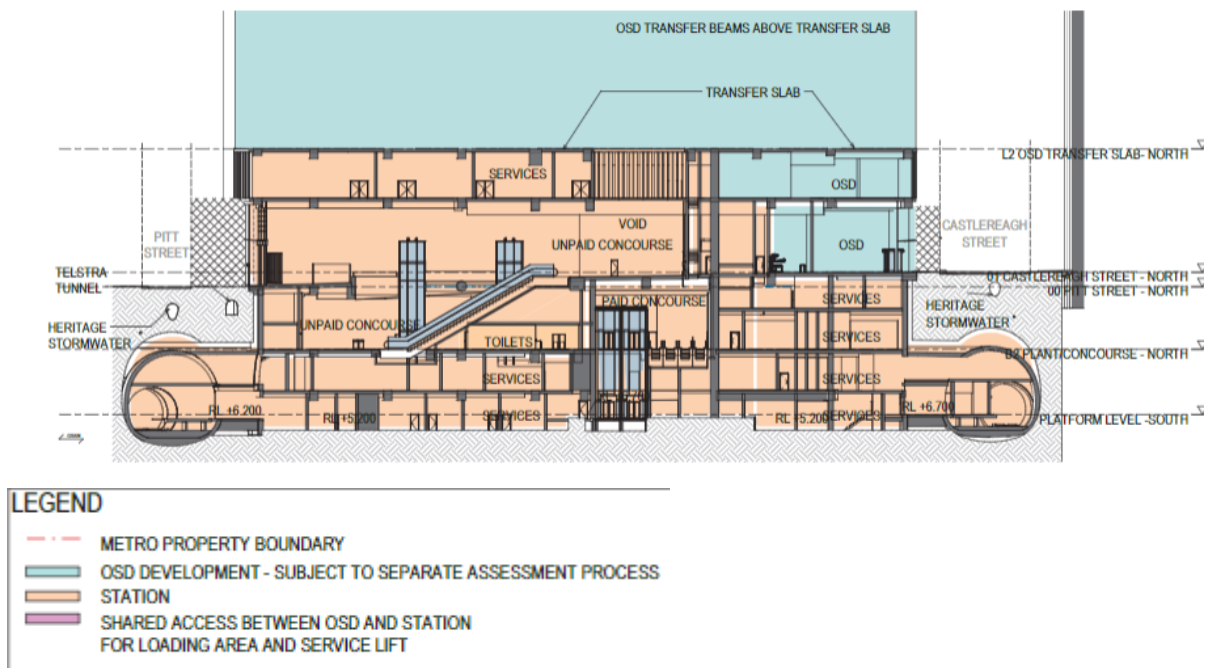 OSD TRANSFER BEAMS ABOVE TRANSFER SLAB
TRANSFER SLAB
L2 OSD TRANSFER SLAB- NORTH
SERVICES
OSD
VOID
UNPAID CONCOURSE
OSD
PITT
STREET
CASTLEREAGH
STREET
TELSTRA
TUNNEL
01 CASTLEREAGH STREET - NORTH
00 PITT STREET - NORTH
PAID CONCOURSE
SERVICES
HERITAGE
STORMWATER
HERITAGE
STORMWATER
UNPAID CONCOURSE
TOILETS
SERVICES
B2 PLANT/CONCOURSE - NORTH
SERVICES
SERVICES
RL +6.200
RL +5.200
SERVICES
RL +5.200
SERVICES
RL +6.700
PLATFORM LEVEL -SOUTH
LEGEND
METRO PROPERTY BOUNDARY
OSD DEVELOPMENT - SUBJECT TO SEPARATE ASSESSMENT PROCESS
STATION
SHARED ACCESS BETWEEN OSD AND STATION
FOR LOADING AREA AND SERVICE LIFT